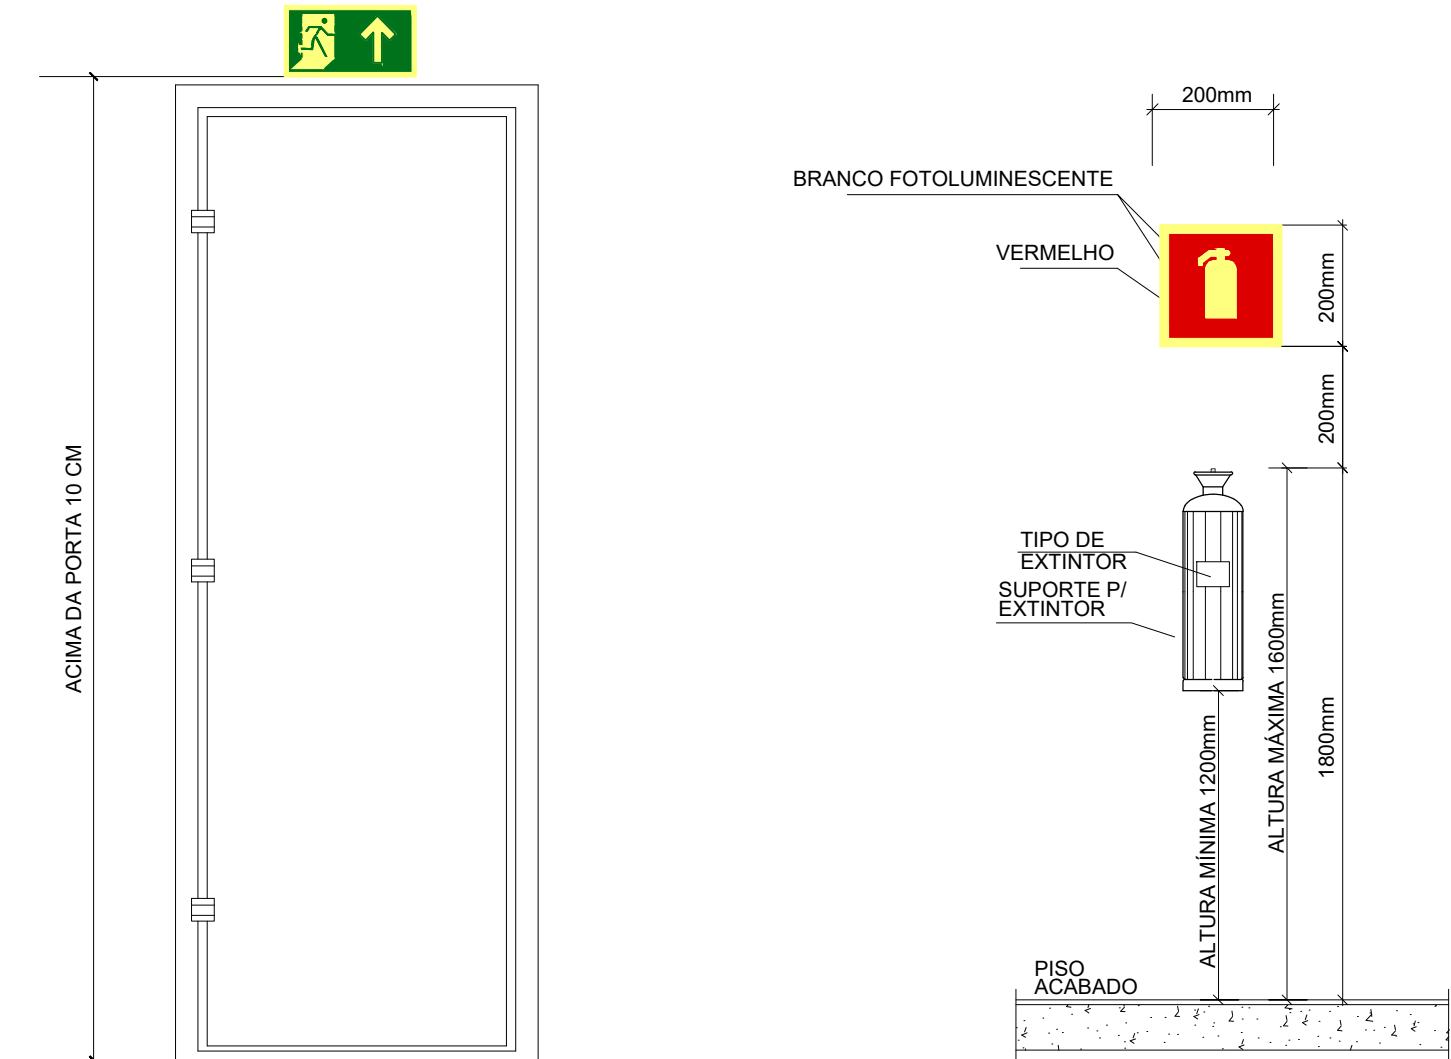 ACIMA DA PORTA 10 CM
200mm
BRANCO FOTOLUMINESCENTE
VERMELHO
200mm
200mm
TIPO DE
EXTINTOR
SUPORTE P/
EXTINTOR
ALTURA MÍNIMA 1200mm
ALTURA MÁXIMA 1600mm
1800mm
PISO
ACABADO